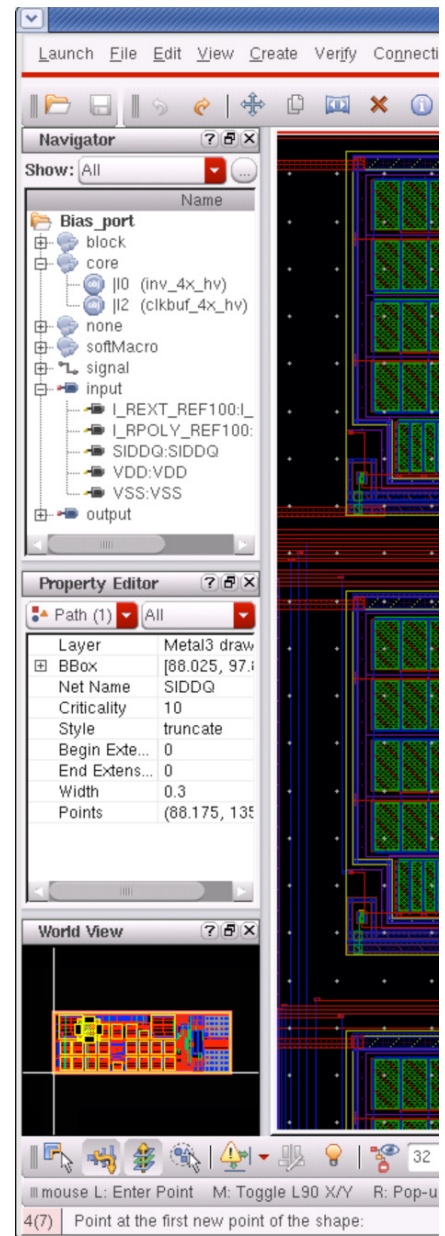 Launch File Edit View Create Verify Connecti
Navigator
Show: All
Name
Bias_port
block
core
|I0 (inv_4x_hv)
|I2 (clkbuf_4x_hv)
none
softMacro
signal
input
I_REXT_REF100:I_
I_RPOLY_REF100:
SIDDQ:SIDDQ
VDD:VDD
VSS:VSS
output
Property Editor
Path (1) All
Layer Metal3 draw
BBox [88.025, 97.8
Net Name SIDDQ
Criticality 10
Style truncate
Begin Exte... 0
End Extens... 0
Width 0.3
Points (88.175, 135
World View
32
mouse L: Enter Point M: Toggle L90 X/Y R: Pop-u
4(7) Point at the first new point of the shape: